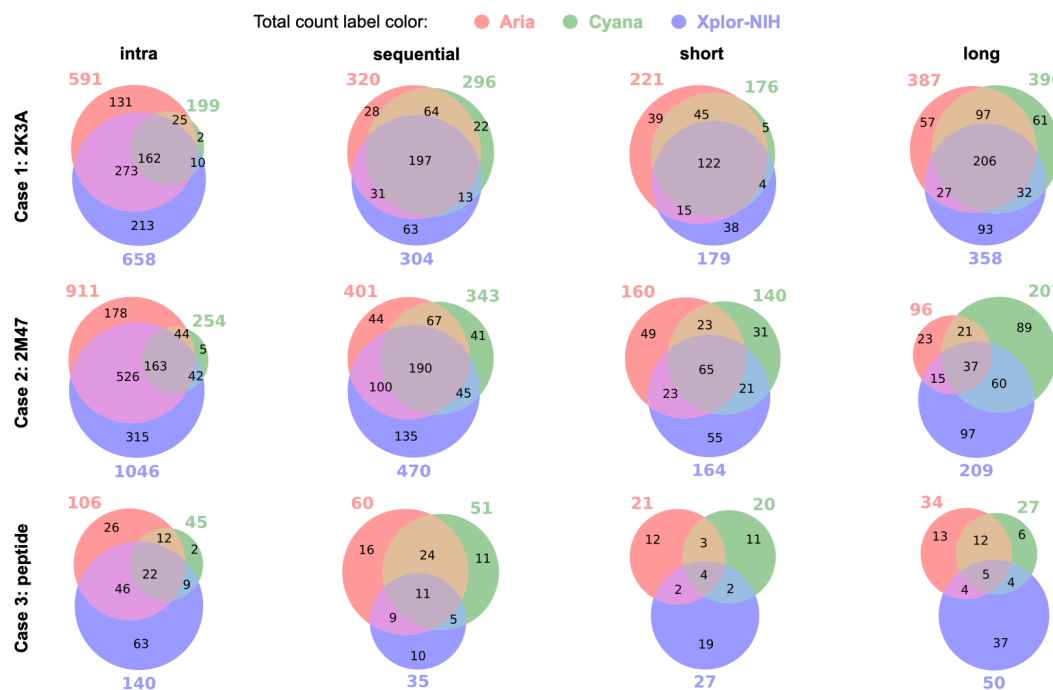 Total count label color: Aria Cyana Xplor-NIH
intra sequential short long
Case 1: 2K3A
591 199 131 25 2 162 10 273 213 658
320 296 28 64 22 197 31 13 63 304
221 176 39 45 5 122 4 15 38 179
387 57 97 61 206 27 32 93 358
Case 2: 2M47
911 254 178 44 5 163 42 526 315 1046
401 343 44 67 41 190 100 45 135 470
160 140 49 23 31 65 23 21 55 164
96 23 21 89 37 15 60 97 209
Case 3: peptide
106 45 26 12 2 22 9 46 63 140
60 51 16 24 11 11 9 5 10 35
21 20 12 3 11 4 2 2 19 27
34 27 13 12 6 5 4 4 37 50